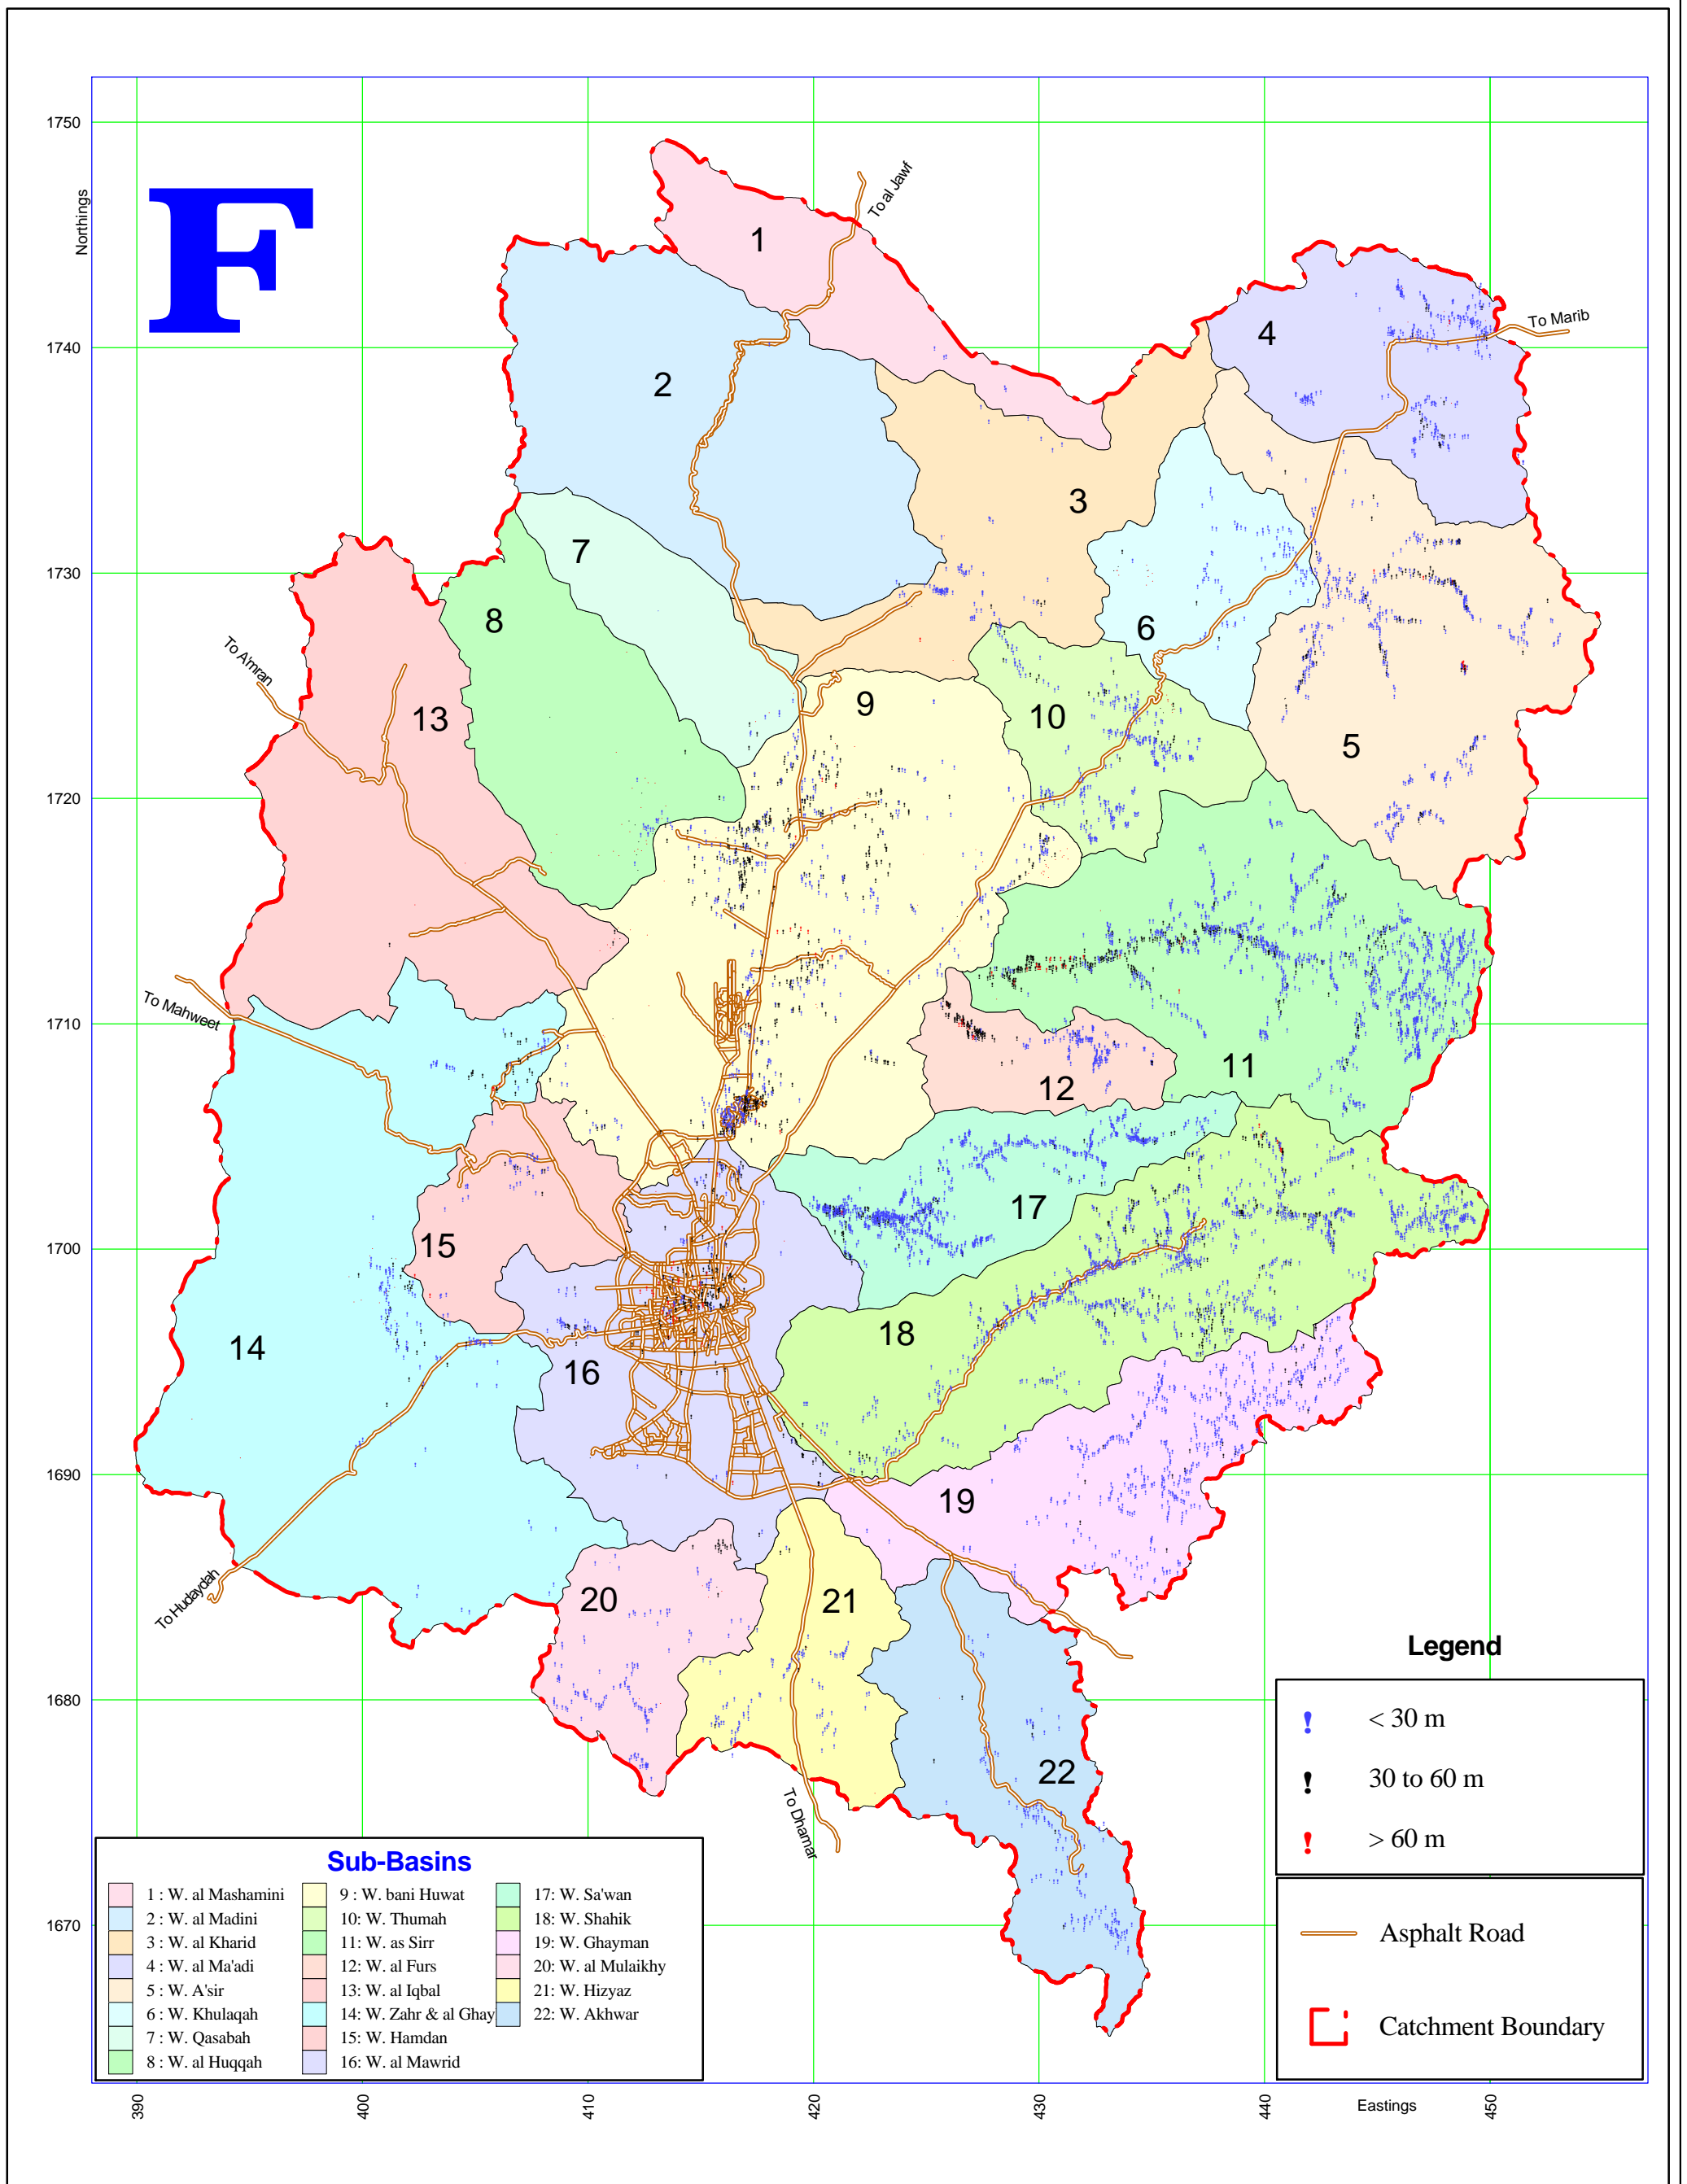 1750
Northings
F
To al Jawf
1
1740
2
4
To Marib
3
7
1730
8
6
To A'mran
13
9
10
5
1720
To Mahweet
1710
11
12
17
15
1700
14
18
16
1690
19
20
21
To Hudaydah
Legend
1680
< 30 m
30 to 60 m
> 60 m
22
To Dhamar
Sub-Basins
1 : W. al Mashamini
2 : W. al Madini
3 : W. al Kharid
4 : W. al Ma'adi
5 : W. A'sir
6 : W. Khulaqah
7 : W. Qasabah
8 : W. al Huqqah
9 : W. bani Huwat
10: W. Thumah
11: W. as Sirr
12: W. al Furs
13: W. al Iqbal
14: W. Zahr & al Ghay
15: W. Hamdan
16: W. al Mawrid
17: W. Sa'wan
18: W. Shahik
19: W. Ghayman
20: W. al Mulaikhy
21: W. Hizyaz
22: W. Akhwar
1670
Asphalt Road
Catchment Boundary
390
400
410
420
430
440
Eastings
450